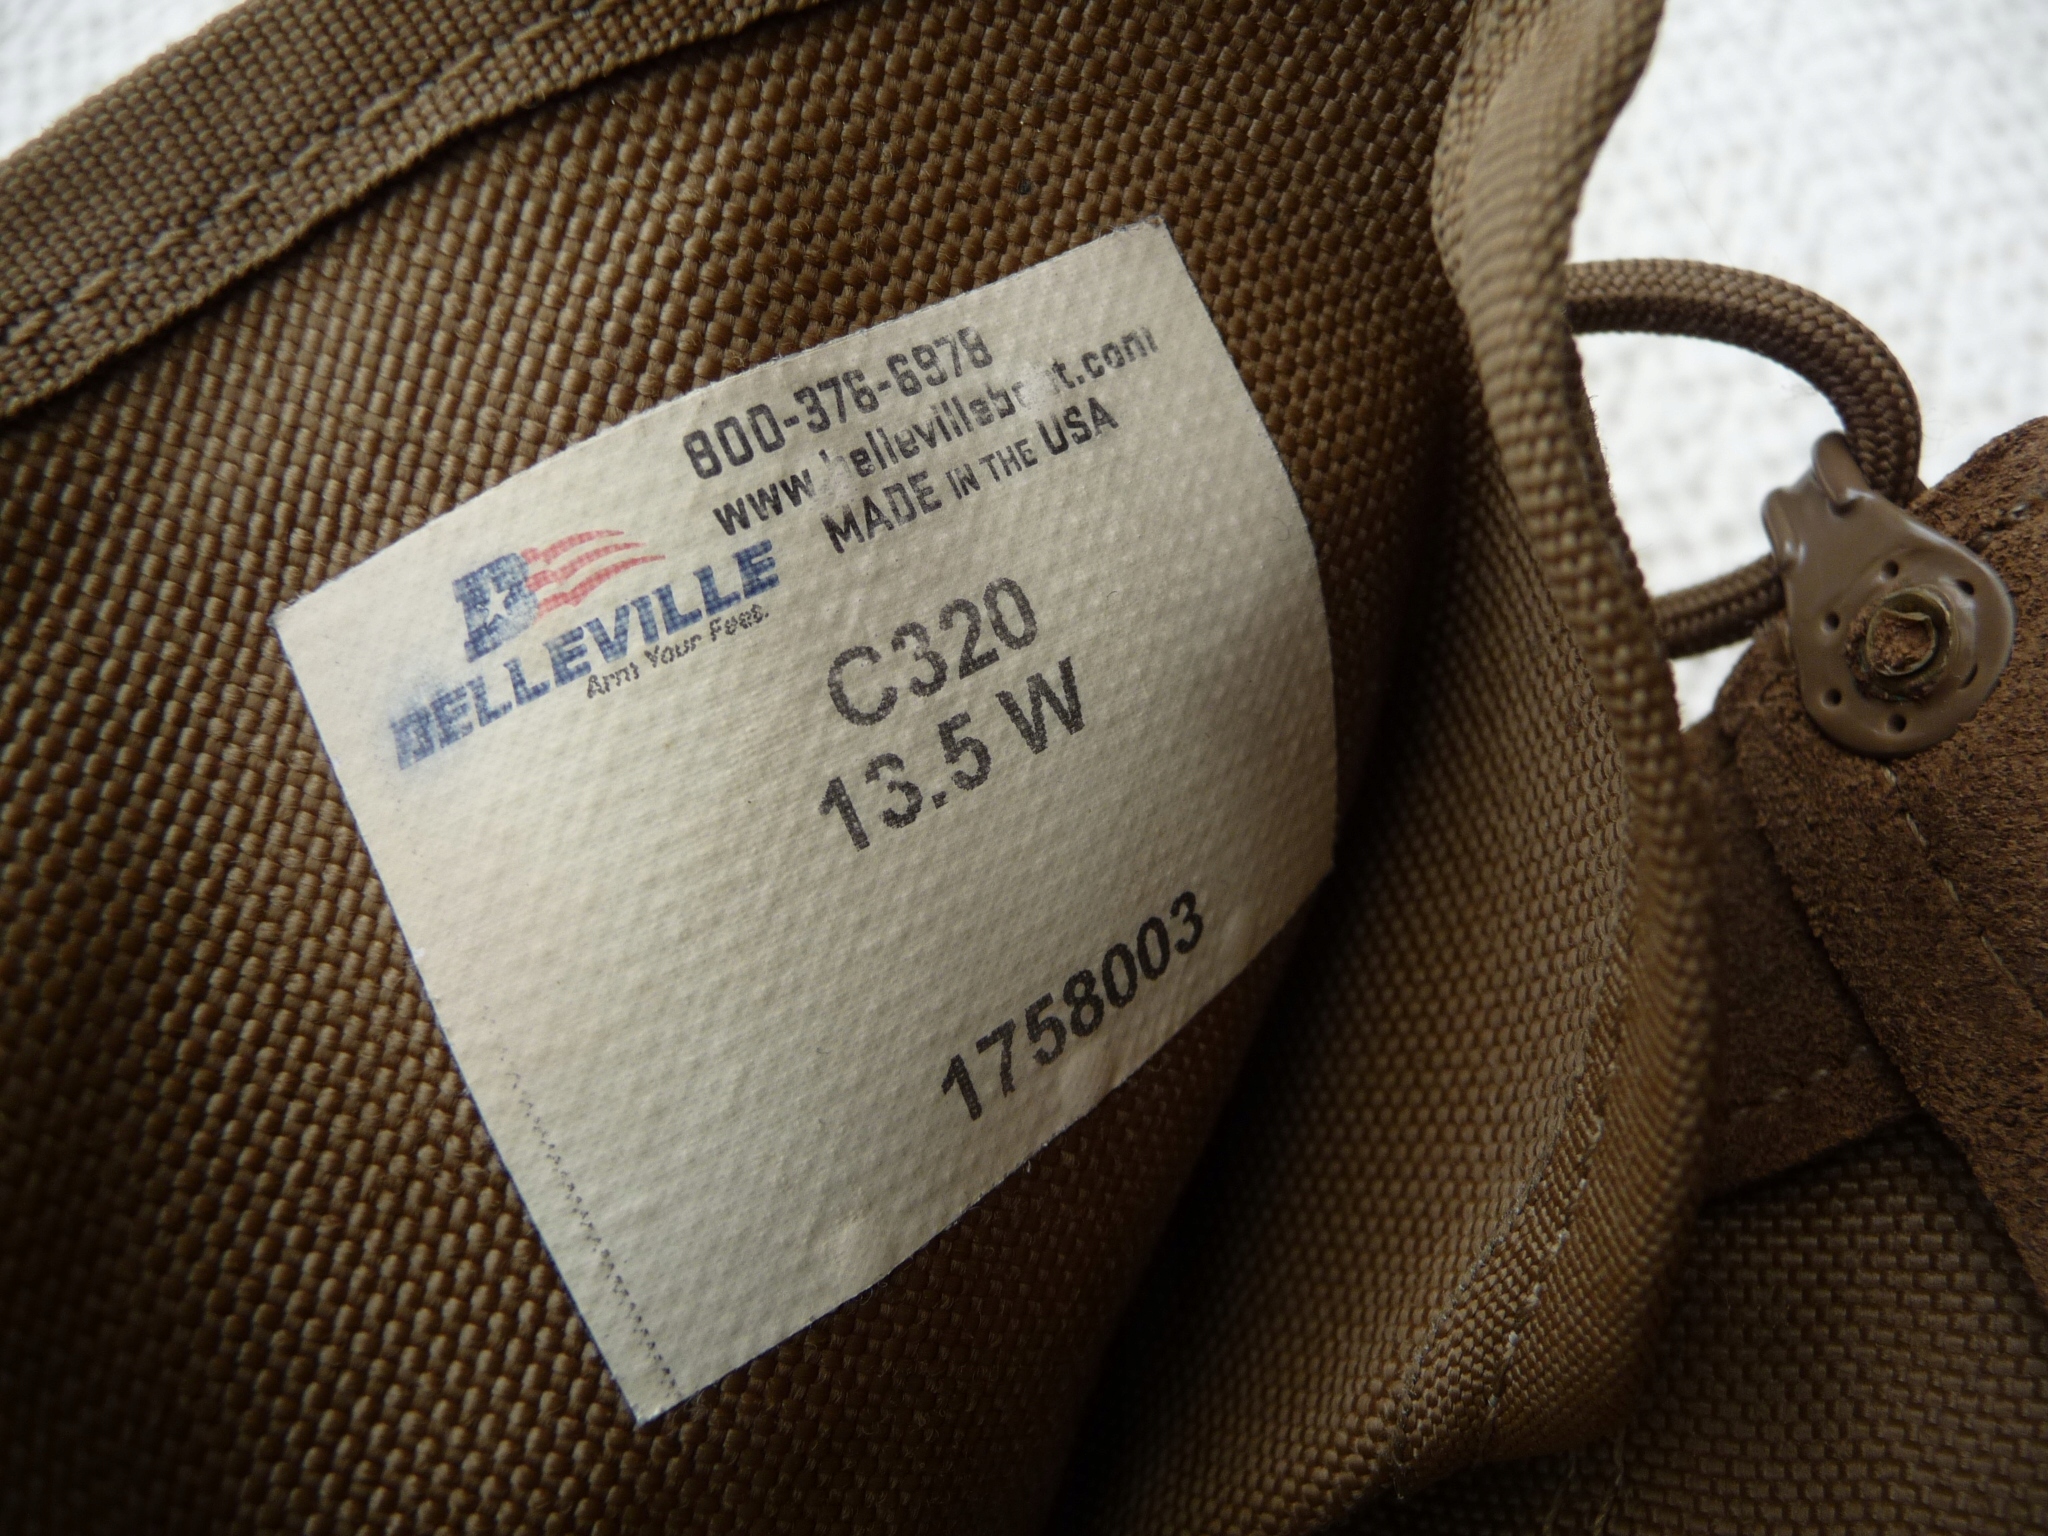 800-376-6978
www.bellevilleboot.com
MADE IN THE USA
B
BELLEVILLE
Arm Your Feet.
C320
13.5 W
1758003